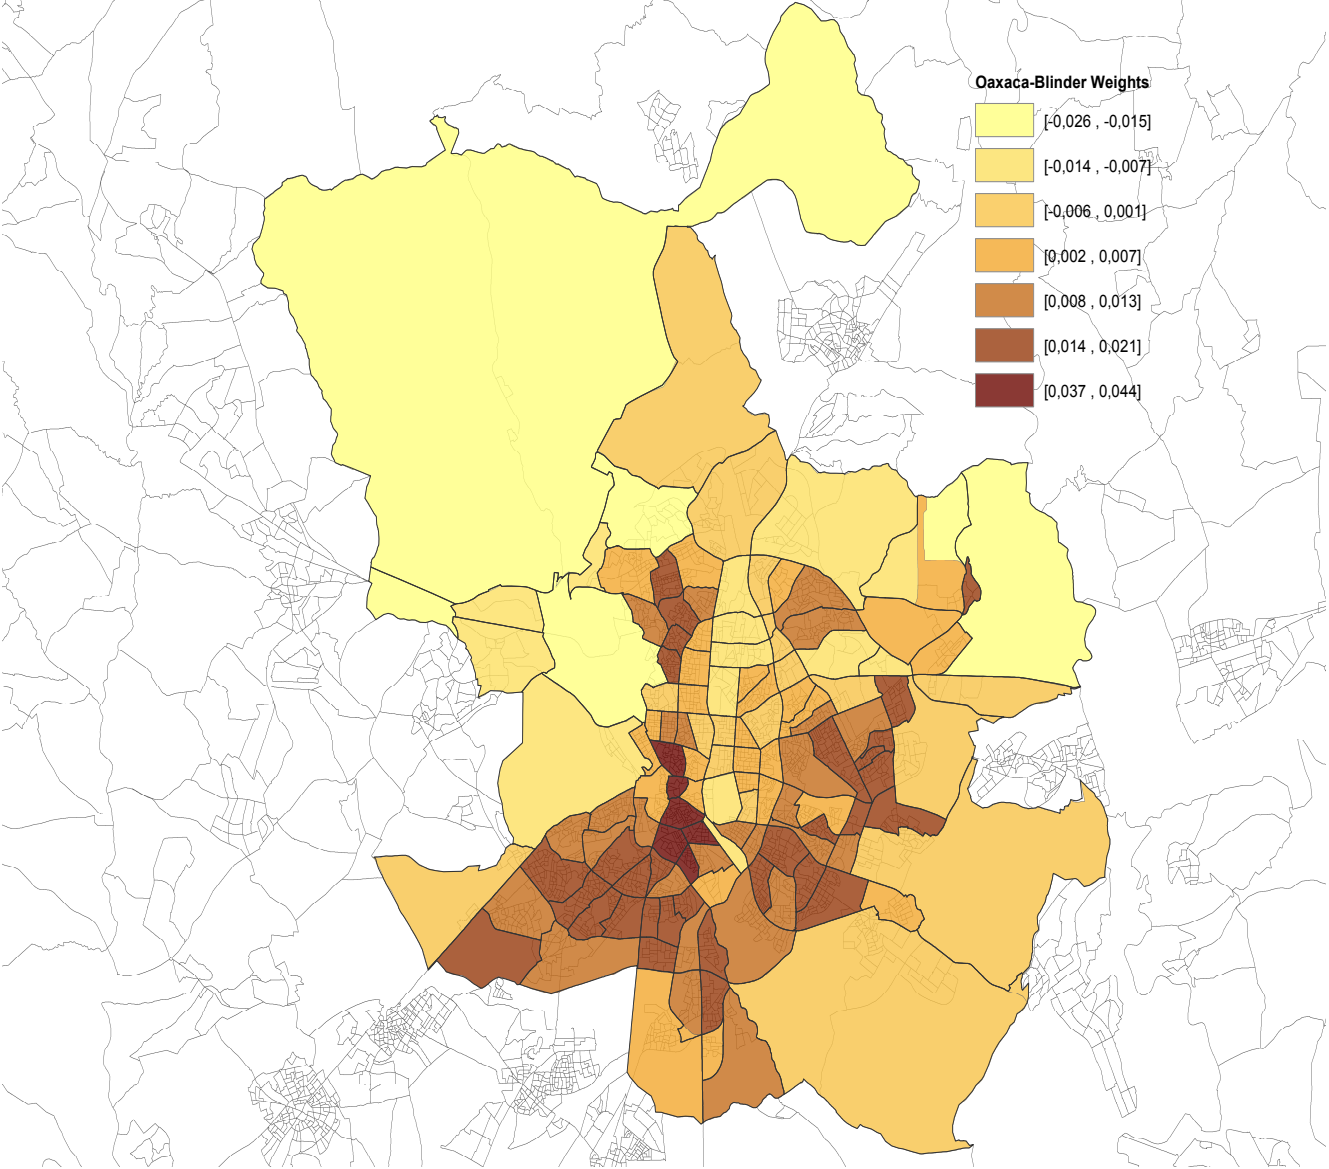 Oaxaca-Blinder Weights
[-0,026 , -0,015]
[-0,014 , -0,007]
[-0,006 , 0,001]
[0,002 , 0,007]
[0,008 , 0,013]
[0,014 , 0,021]
[0,037 , 0,044]